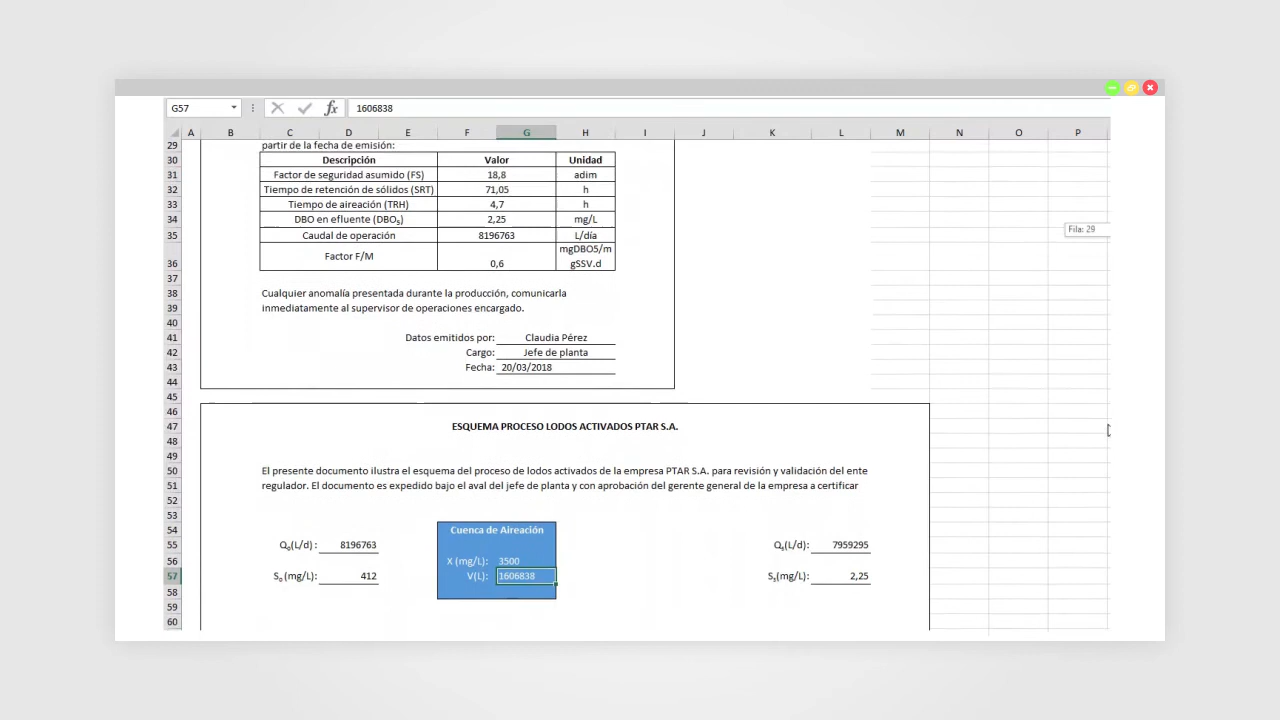 G57 1606838
A B C D E F G H I J K L M N O P
29 partir de la fecha de emisión:
30 Descripción Valor Unidad
31 Factor de seguridad asumido (FS) 18,8 adim
32 Tiempo de retención de sólidos (SRT) 71,05 h
33 Tiempo de aireación (TRH) 4,7 h
34 DBO en efluente (DBO₅) 2,25 mg/L
Fila: 29
35 Caudal de operación 8196763 L/día
mgDBO5/m
36 Factor F/M 0,6 gSSV.d
37
38 Cualquier anomalía presentada durante la producción, comunicarla
39 inmediatamente al supervisor de operaciones encargado.
40
41 Datos emitidos por: Claudia Pérez
42 Cargo: Jefe de planta
43 Fecha: 20/03/2018
44
45
46
47 ESQUEMA PROCESO LODOS ACTIVADOS PTAR S.A.
48
49
50 El presente documento ilustra el esquema del proceso de lodos activados de la empresa PTAR S.A. para revisión y validación del ente
51 regulador. El documento es expedido bajo el aval del jefe de planta y con aprobación del gerente general de la empresa a certificar
52
53
54 Cuenca de Aireación
55 Q₀(L/d) : 8196763 Qₛ(L/d): 7959295
56 X (mg/L): 3500
57 S₀ (mg/L): 412 V(L): 1606838 Sₛ(mg/L): 2,25
58
59
60